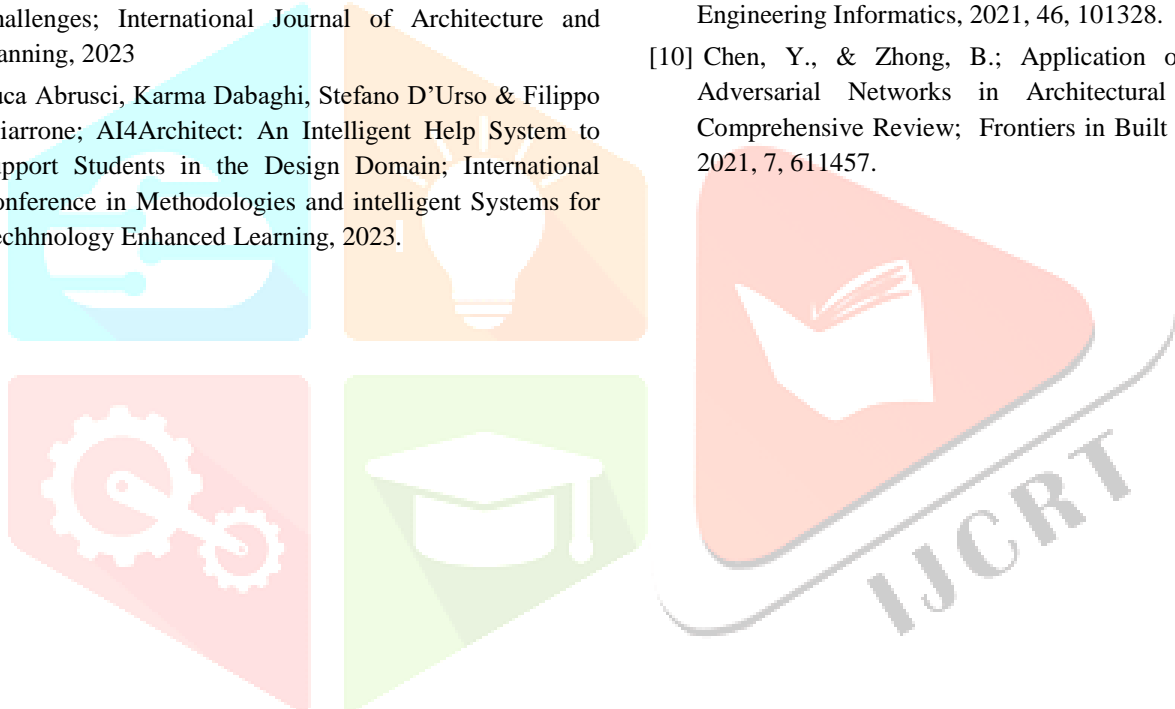 hallenges; International Journal of Architecture and
anning, 2023
uca Abrusci, Karma Dabaghi, Stefano D’Urso & Filippo
iarrone; AI4Architect: An Intelligent Help System to
pport Students in the Design Domain; International
onference in Methodologies and intelligent Systems for
echhnology Enhanced Learning, 2023.
Engineering Informatics, 2021, 46, 101328.
[10] Chen, Y., & Zhong, B.; Application o
Adversarial Networks in Architectural
Comprehensive Review; Frontiers in Built
2021, 7, 611457.
IJCRT